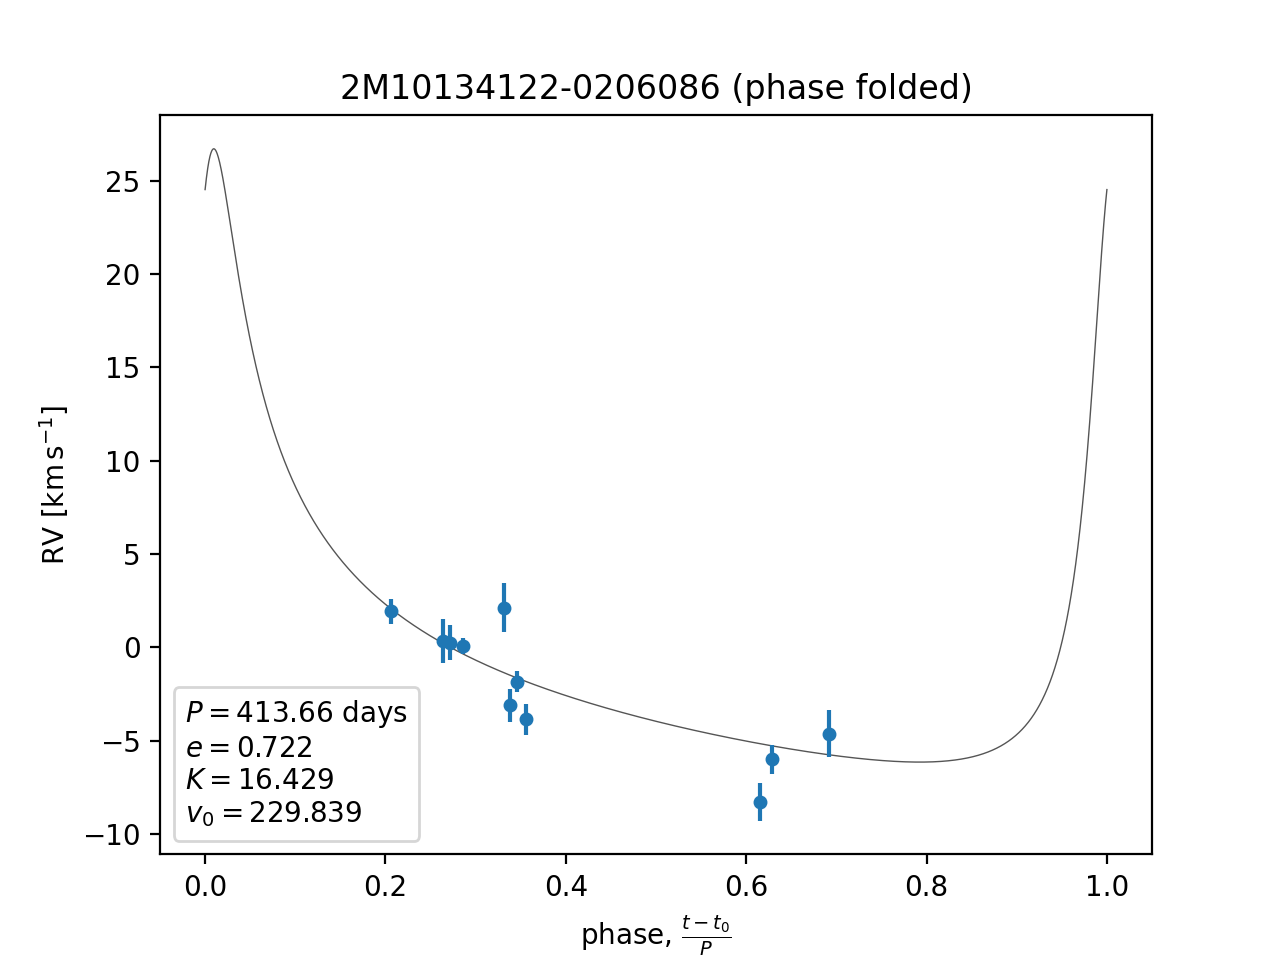 2M10134122-0206086 (phase folded)
RV [km s⁻¹]
25
20
15
10
5
0
−5
−10
P = 413.66 days
e = 0.722
K = 16.429
v₀ = 229.839
0.0 0.2 0.4 0.6 0.8 1.0
phase, (t − t₀)/P